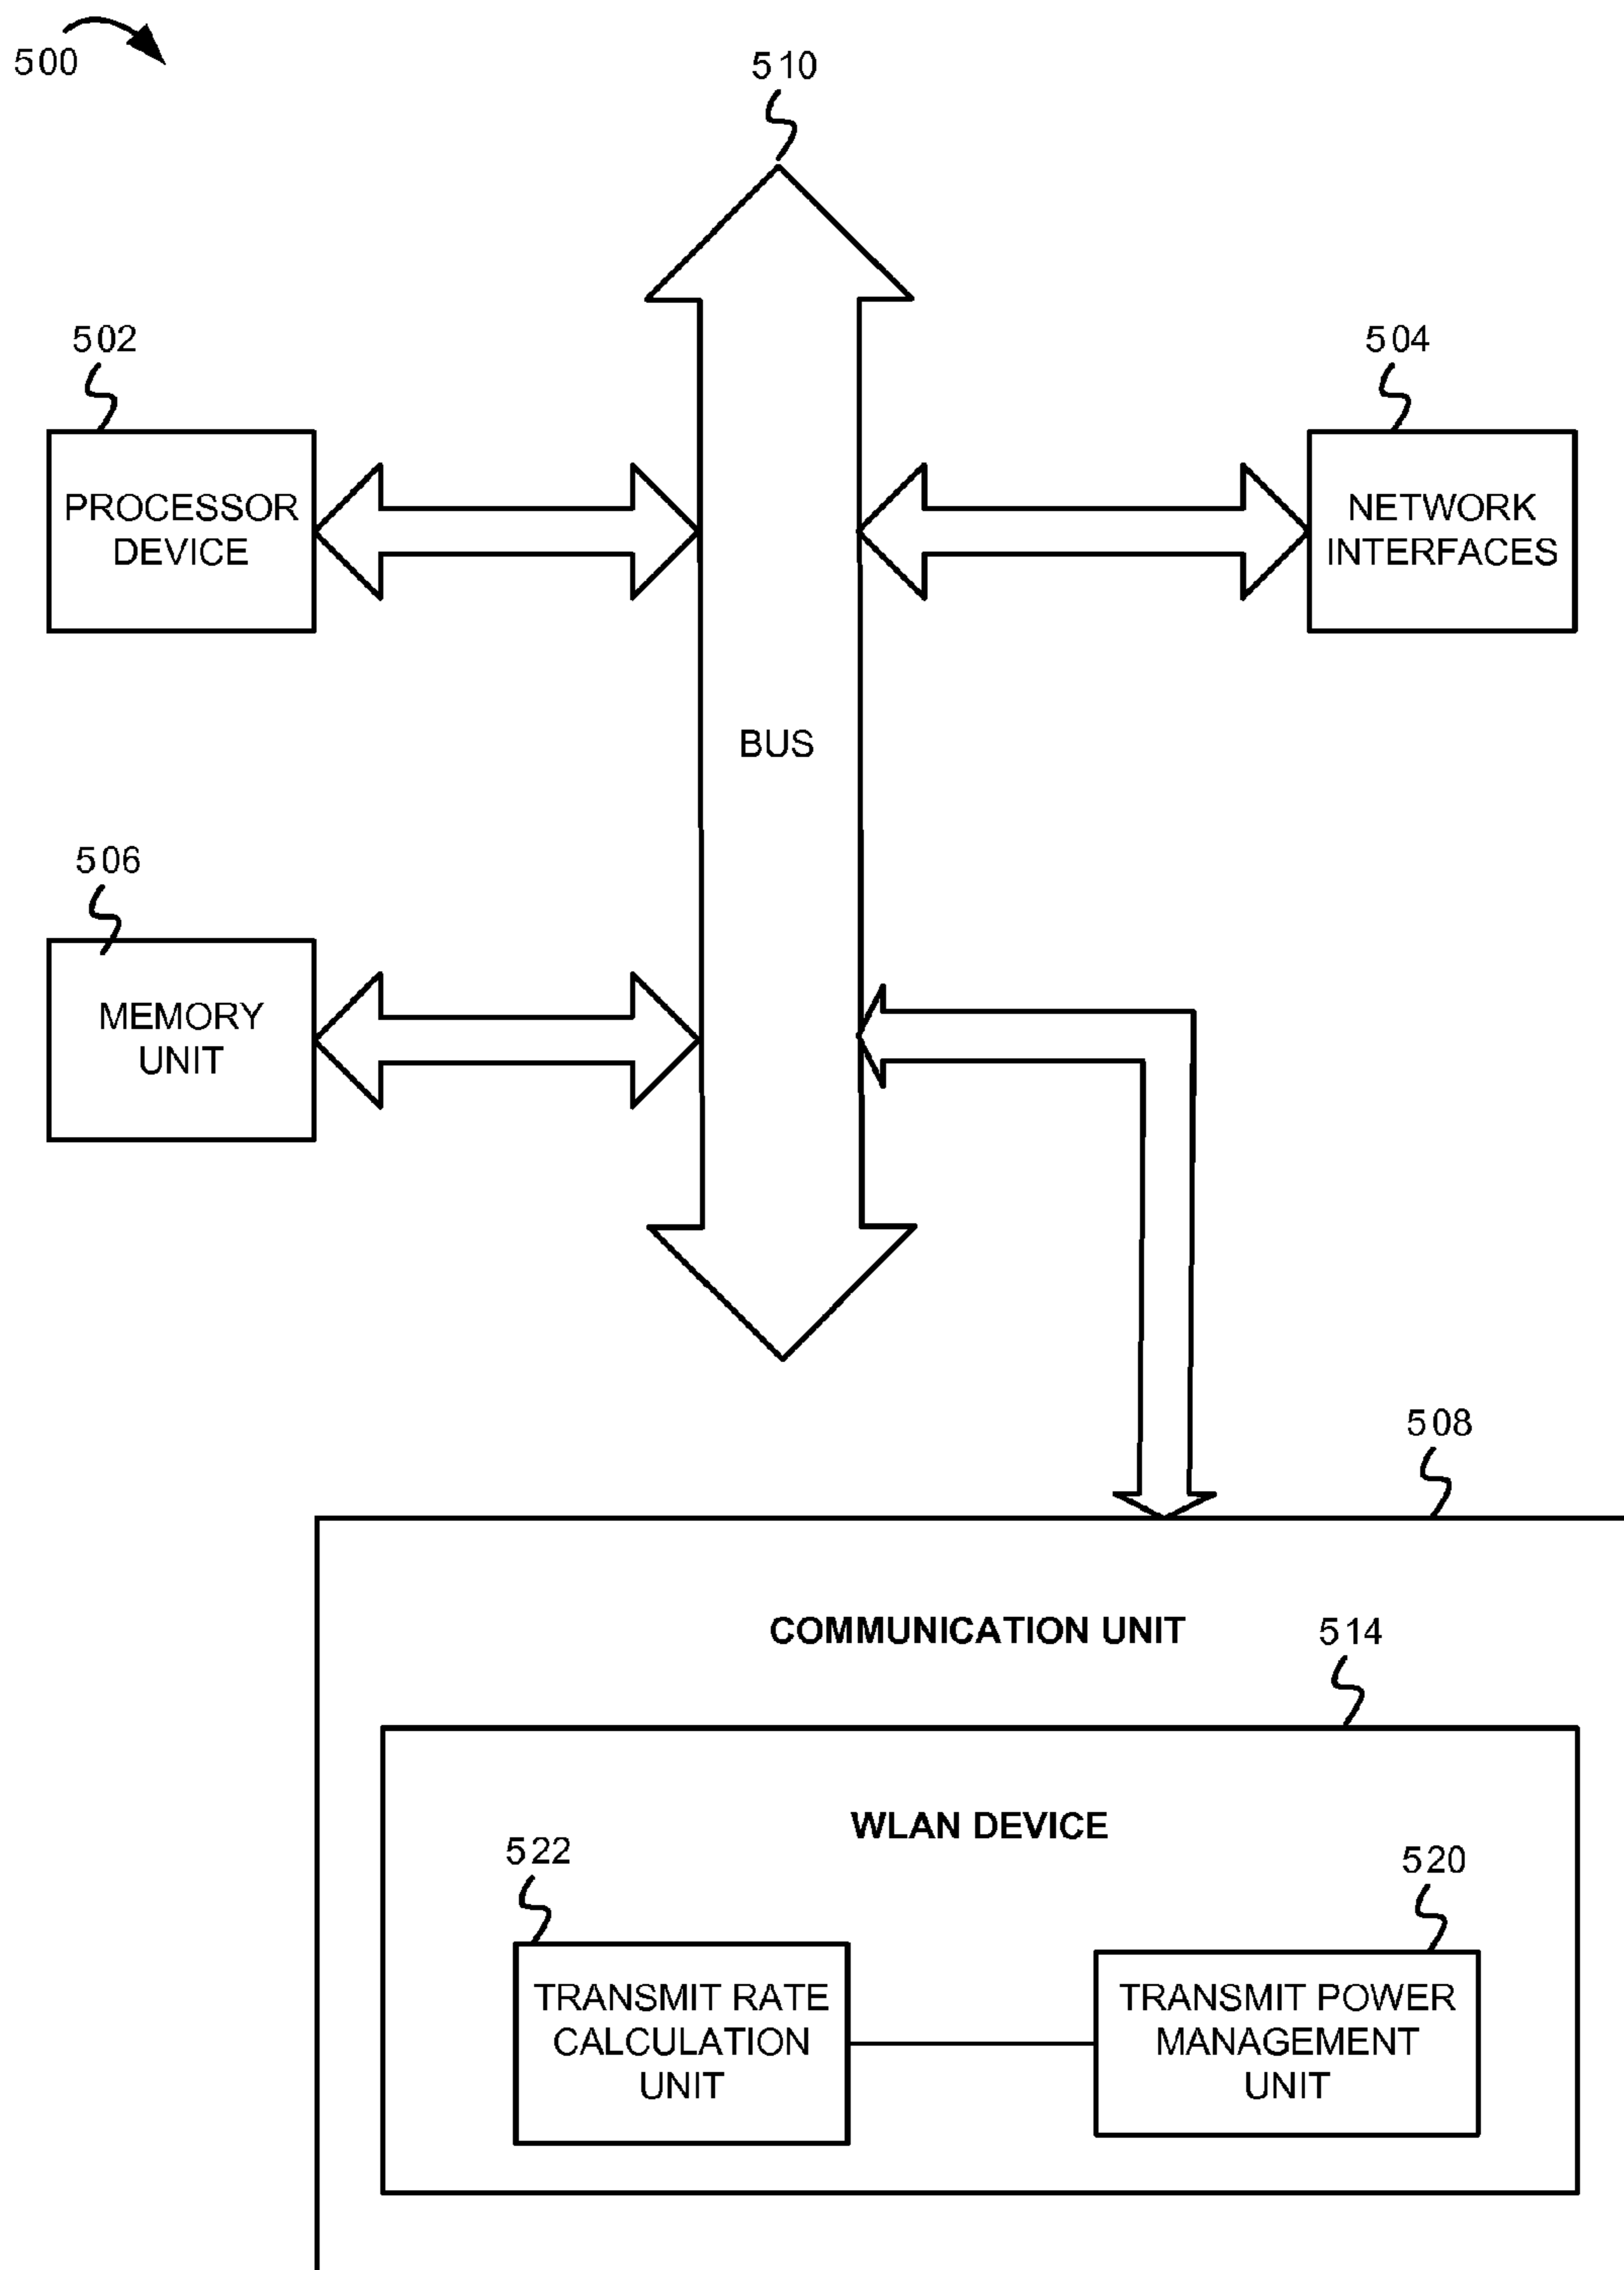 500
510
502
504
PROCESSOR
DEVICE
NETWORK
INTERFACES
BUS
506
MEMORY
UNIT
508
COMMUNICATION UNIT
514
WLAN DEVICE
522
520
TRANSMIT RATE
CALCULATION
UNIT
TRANSMIT POWER
MANAGEMENT
UNIT